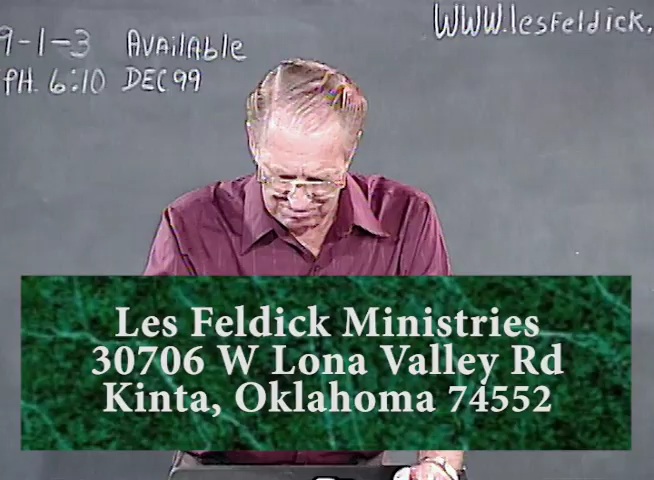 WWW.lesFeldick.
9-1-3 AVAilAblE
PH. 6:10 DEC 99
Les Feldick Ministries
30706 W Lona Valley Rd
Kinta, Oklahoma 74552